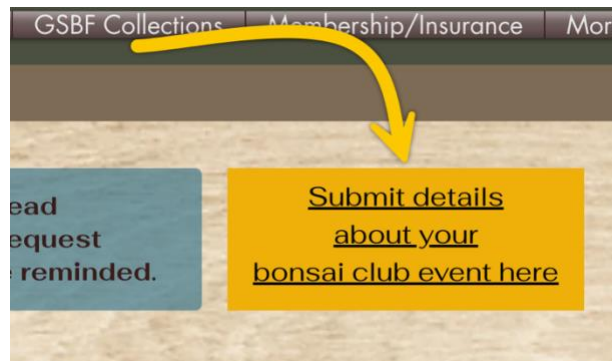 GSBF Collections Membership/Insurance Mor
ead
equest
reminded.
Submit details
about your
bonsai club event here